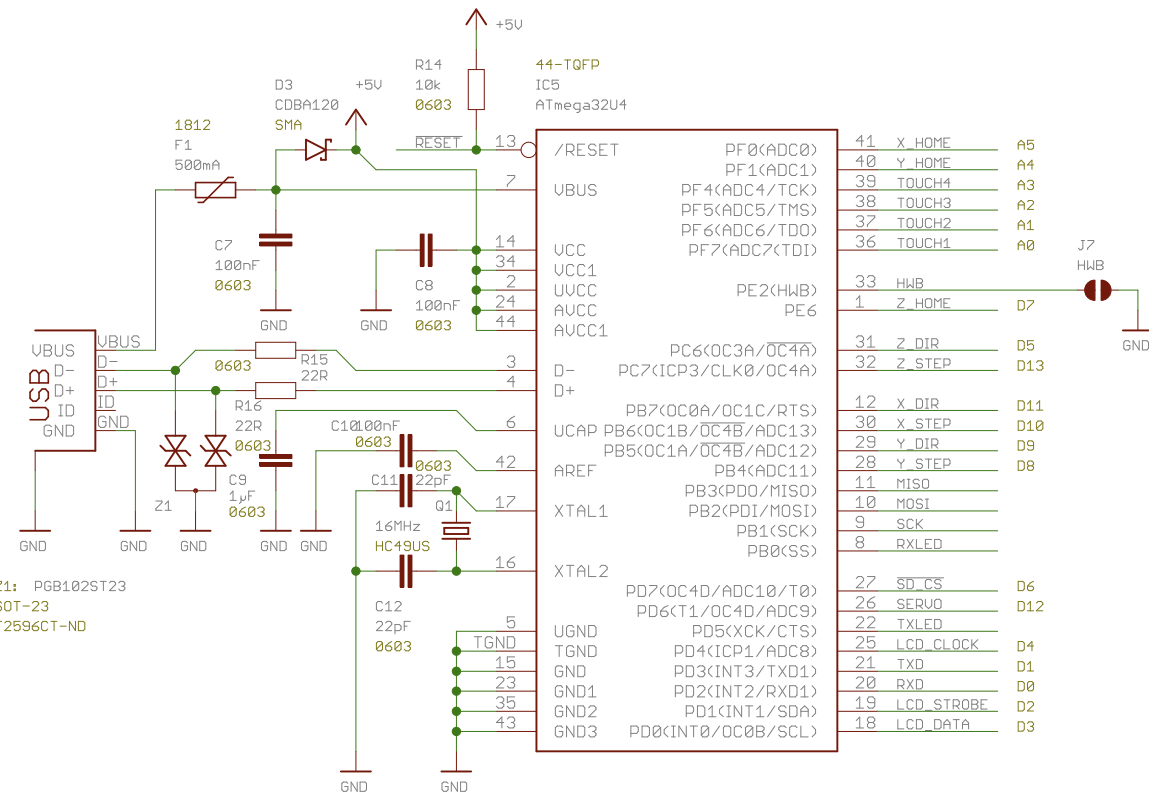 +5V
R14
10k
0603
44-TQFP
IC5
ATmega32U4
D3
CDBA120
SMA
+5V
1812
F1
500mA
RESET
13
/RESET
7
VBUS
14
VCC
34
VCC1
2
UVCC
24
AVCC
44
AVCC1
3
D-
4
D+
6
UCAP
42
AREF
17
XTAL1
16
XTAL2
5
UGND
TGND
TGND
15
GND
23
GND1
35
GND2
43
GND3
C7
100nF
0603
GND
C8
100nF
0603
GND
USB
VBUS
D-
D+
ID
GND
VBUS
D-
D+
ID
GND
0603
R15
22R
R16
22R
0603
C10
100nF
0603
0603
C11
22pF
C9
1µF
0603
Z1
Q1
16MHz
HC49US
C12
22pF
0603
GND
GND
GND
GND
GND
GND
GND
Z1: PGB102ST23
SOT-23
F2596CT-ND
PF0(ADC0) 41 X_HOME A5
PF1(ADC1) 40 Y_HOME A4
PF4(ADC4/TCK) 39 TOUCH4 A3
PF5(ADC5/TMS) 38 TOUCH3 A2
PF6(ADC6/TDO) 37 TOUCH2 A1
PF7(ADC7(TDI) 36 TOUCH1 A0
PE2(HWB) 33 HWB
PE6 1 Z_HOME D7
J7
HWB
GND
PC6(OC3A/OC4A) 31 Z_DIR D5
PC7(ICP3/CLK0/OC4A) 32 Z_STEP D13
PB7(OC0A/OC1C/RTS) 12 X_DIR D11
PB6(OC1B/OC4B/ADC13) 30 X_STEP D10
PB5(OC1A/OC4B/ADC12) 29 Y_DIR D9
PB4(ADC11) 28 Y_STEP D8
PB3(PDO/MISO) 11 MISO
PB2(PDI/MOSI) 10 MOSI
PB1(SCK) 9 SCK
PB0(SS) 8 RXLED
PD7(OC4D/ADC10/T0) 27 SD_CS D6
PD6(T1/OC4D/ADC9) 26 SERVO D12
PD5(XCK/CTS) 22 TXLED
PD4(ICP1/ADC8) 25 LCD_CLOCK D4
PD3(INT3/TXD1) 21 TXD D1
PD2(INT2/RXD1) 20 RXD D0
PD1(INT1/SDA) 19 LCD_STROBE D2
PD0(INT0/OC0B/SCL) 18 LCD_DATA D3